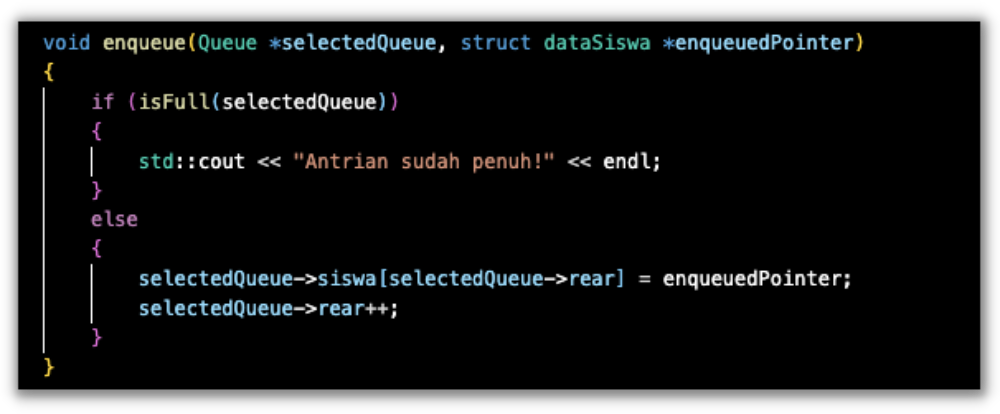 void enqueue(Queue *selectedQueue, struct dataSiswa *enqueuedPointer)
{
    if (isFull(selectedQueue))
    {
        std::cout << "Antrian sudah penuh!" << endl;
    }
    else
    {
        selectedQueue->siswa[selectedQueue->rear] = enqueuedPointer;
        selectedQueue->rear++;
    }
}